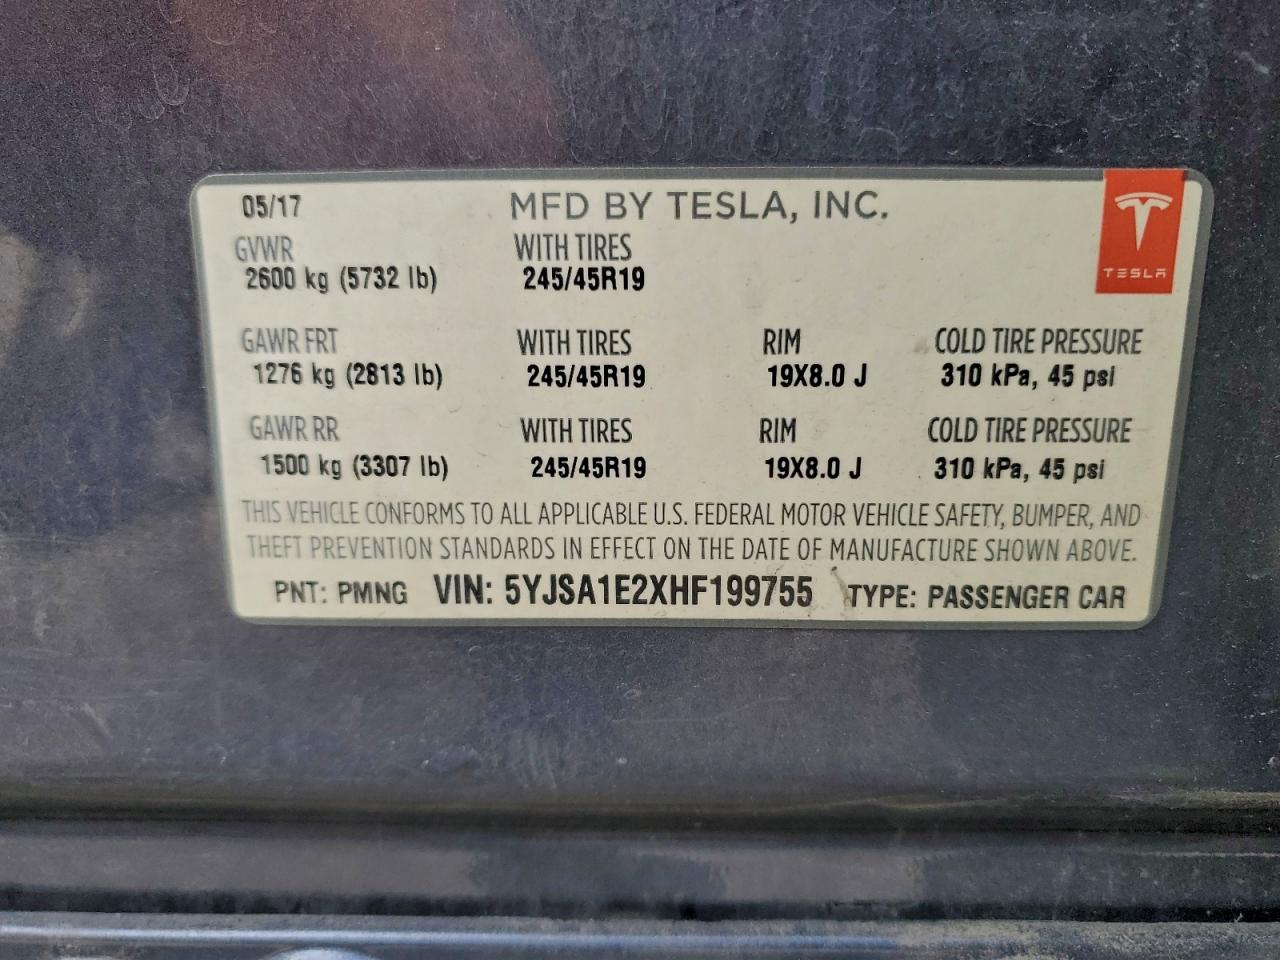 05/17 MFD BY TESLA, INC.
GVWR WITH TIRES
2600 kg (5732 lb) 245/45R19
TESLA
GAWR FRT WITH TIRES RIM COLD TIRE PRESSURE
1276 kg (2813 lb) 245/45R19 19X8.0 J 310 kPa, 45 psi
GAWR RR WITH TIRES RIM COLD TIRE PRESSURE
1500 kg (3307 lb) 245/45R19 19X8.0 J 310 kPa, 45 psi
THIS VEHICLE CONFORMS TO ALL APPLICABLE U.S. FEDERAL MOTOR VEHICLE SAFETY, BUMPER, AND
THEFT PREVENTION STANDARDS IN EFFECT ON THE DATE OF MANUFACTURE SHOWN ABOVE.
PNT: PMNG VIN: 5YJSA1E2XHF199755 TYPE: PASSENGER CAR